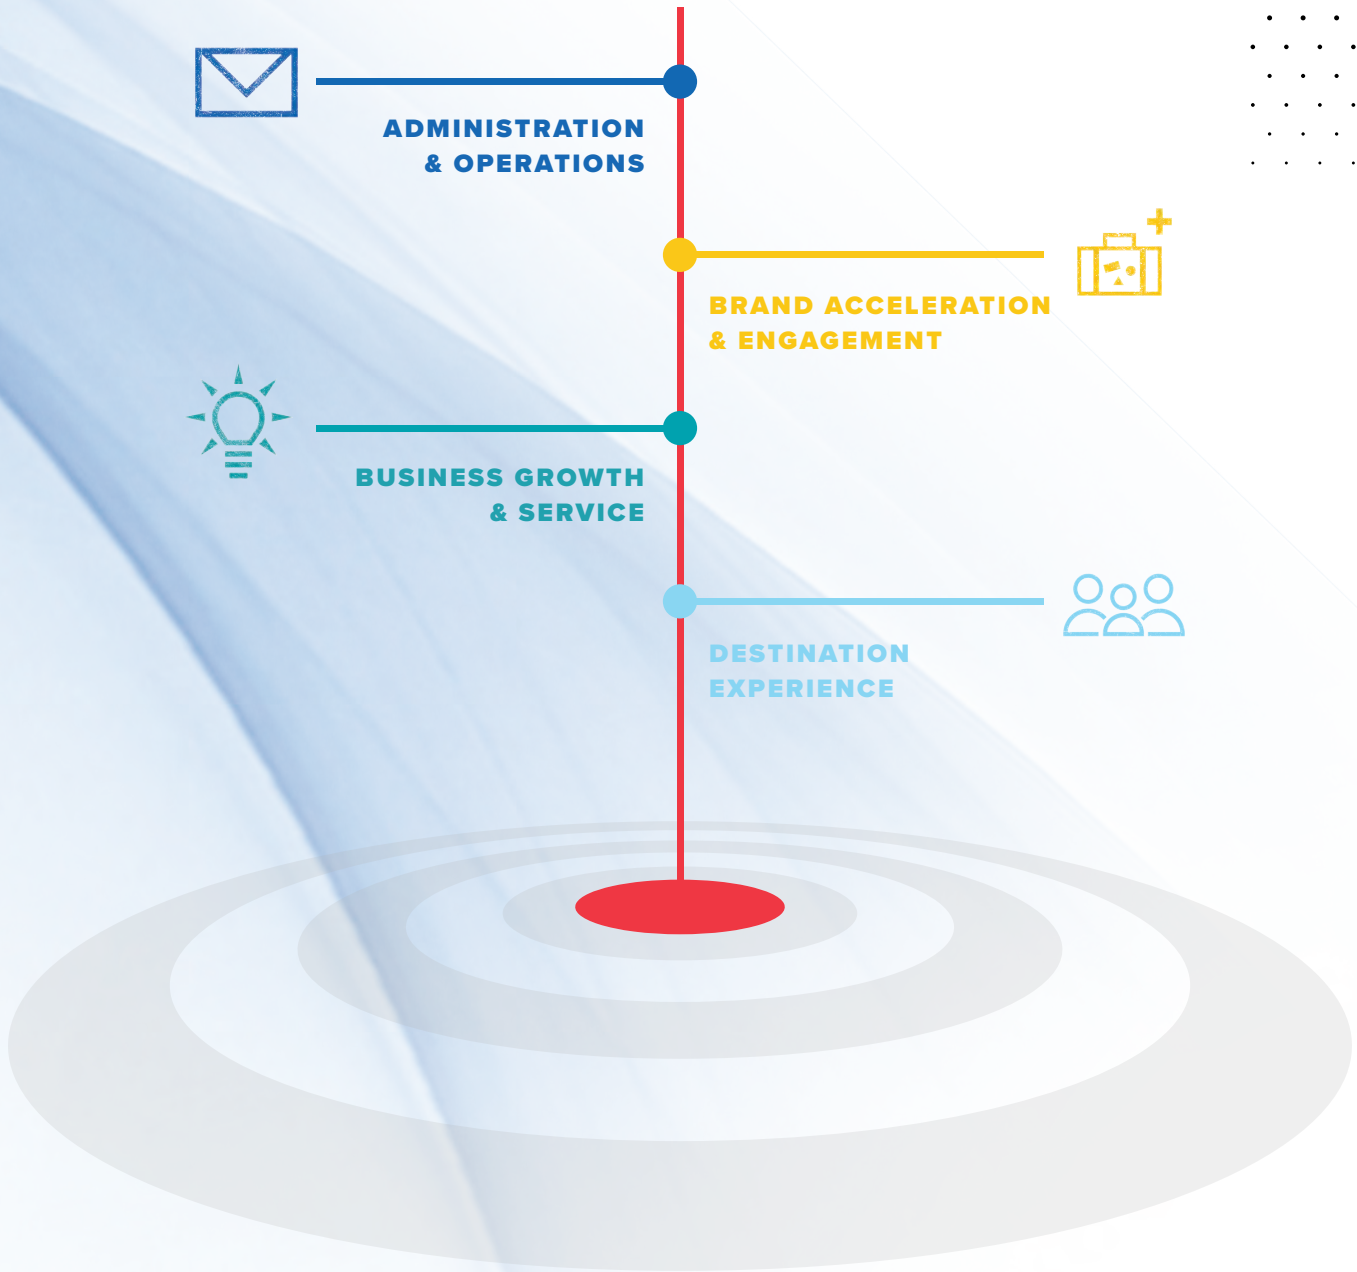 ADMINISTRATION
& OPERATIONS
BRAND ACCELERATION
& ENGAGEMENT
BUSINESS GROWTH
& SERVICE
DESTINATION
EXPERIENCE